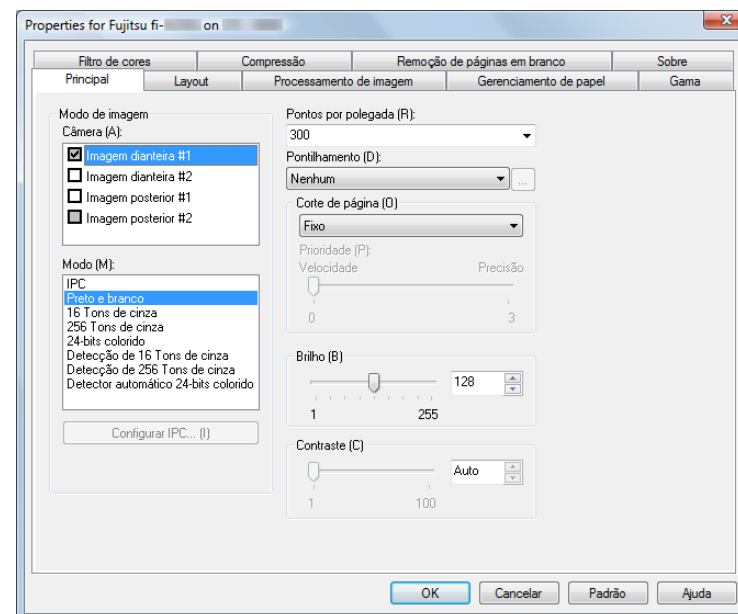 Properties for Fujitsu fi- on
Filtro de cores Compressão Remoção de páginas em branco Sobre
Principal Layout Processamento de imagem Gerenciamento de papel Gama
Modo de imagem
Câmera (A):
Imagem dianteira #1
Imagem dianteira #2
Imagem posterior #1
Imagem posterior #2
Modo (M):
IPC
Preto e branco
16 Tons de cinza
256 Tons de cinza
24-bits colorido
Detecção de 16 Tons de cinza
Detecção de 256 Tons de cinza
Detector automático 24-bits colorido
Configurar IPC... (I)
Pontos por polegada (R):
300
Pontilhamento (D):
Nenhum ...
Corte de página (O)
Fixo
Prioridade (P):
Velocidade Precisão
0 3
Brilho (B)
128
1 255
Contraste (C)
Auto
1 100
OK Cancelar Padrão Ajuda